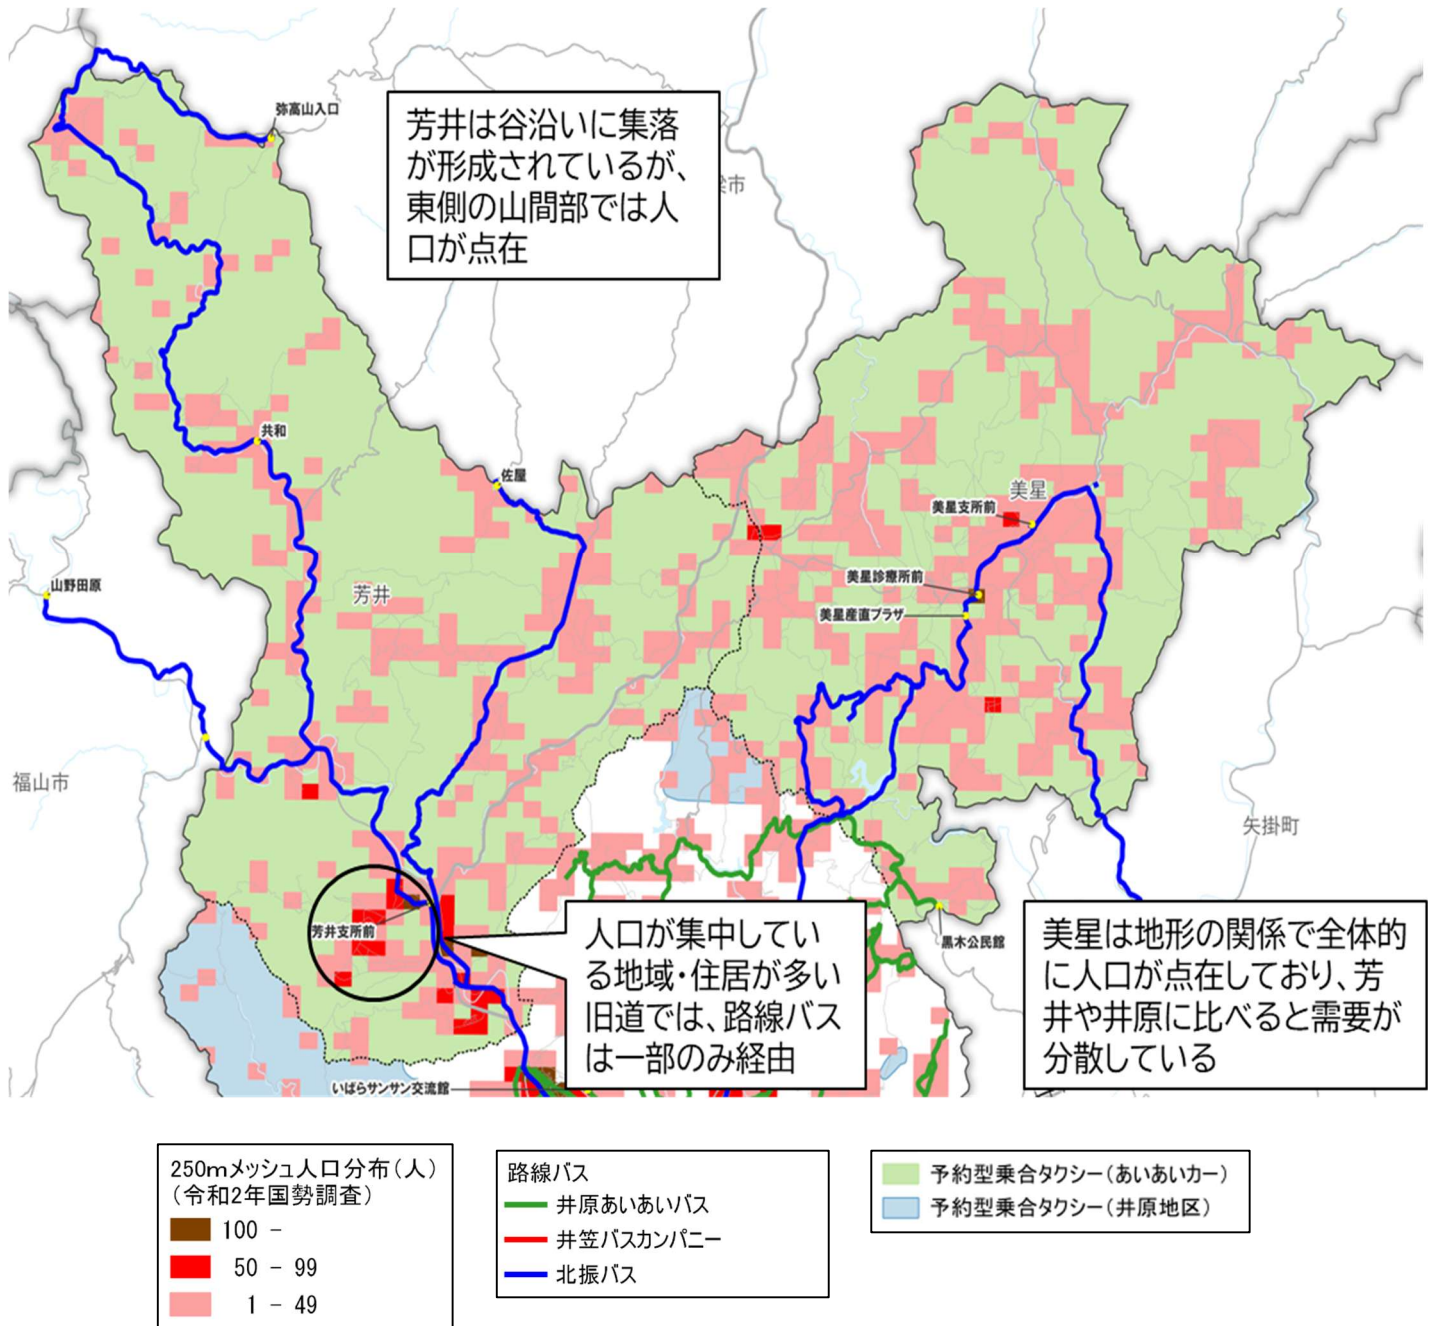 弥高山入口
芳井は谷沿いに集落
が形成されているが、
東側の山間部では人
口が点在
梁市
共和
佐屋
美星
美星支所前
美星診療所前
美星産直プラザ
山野田原
芳井
福山市
矢掛町
芳井支所前
黒木公民館
いばらサンサン交流館
人口が集中してい
る地域・住居が多い
旧道では、路線バス
は一部のみ経由
美星は地形の関係で全体的
に人口が点在しており、芳
井や井原に比べると需要が
分散している
250mメッシュ人口分布(人)
(令和2年国勢調査)
100 -
50 - 99
1 - 49
路線バス
井原あいあいバス
井笠バスカンパニー
北振バス
予約型乗合タクシー(あいあいカー)
予約型乗合タクシー(井原地区)